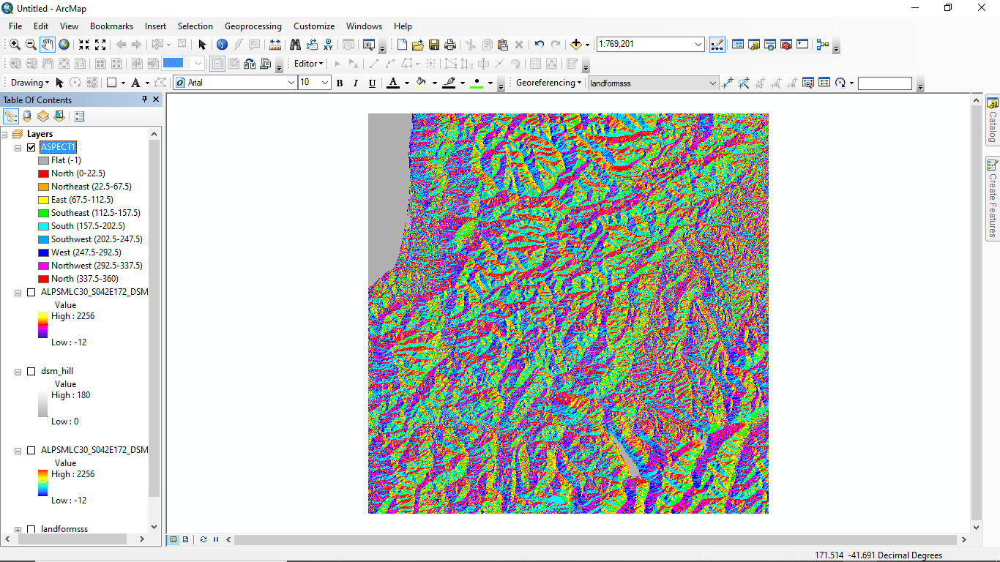 Untitled - ArcMap
File Edit View Bookmarks Insert Selection Geoprocessing Customize Windows Help
1:769,201
100%
Editor
Drawing A Arial 10 B I U A Georeferencing landformsss
Table Of Contents
Layers
ASPECT1
Flat (-1)
North (0-22.5)
Northeast (22.5-67.5)
East (67.5-112.5)
Southeast (112.5-157.5)
South (157.5-202.5)
Southwest (202.5-247.5)
West (247.5-292.5)
Northwest (292.5-337.5)
North (337.5-360)
ALPSMLC30_S042E172_DSM
Value
High : 2256
Low : -12
dsm_hill
Value
High : 180
Low : 0
ALPSMLC30_S042E172_DSM
Value
High : 2256
Low : -12
landformsss
Catalog
Create Features
171.514 -41.691 Decimal Degrees